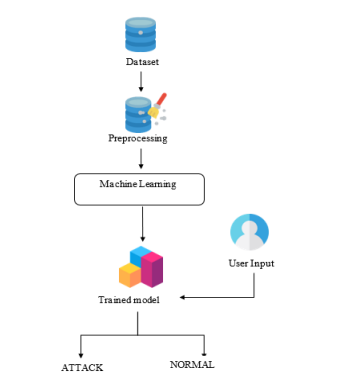 Dataset
Preprocessing
Machine Learning
User Input
Trained model
ATTACK
NORMAL